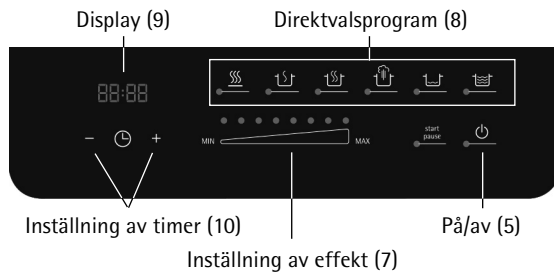 Display (9)
Direktvalsprogram (8)
88:88
− +
MIN MAX
start
pause
Inställning av timer (10)
På/av (5)
Inställning av effekt (7)